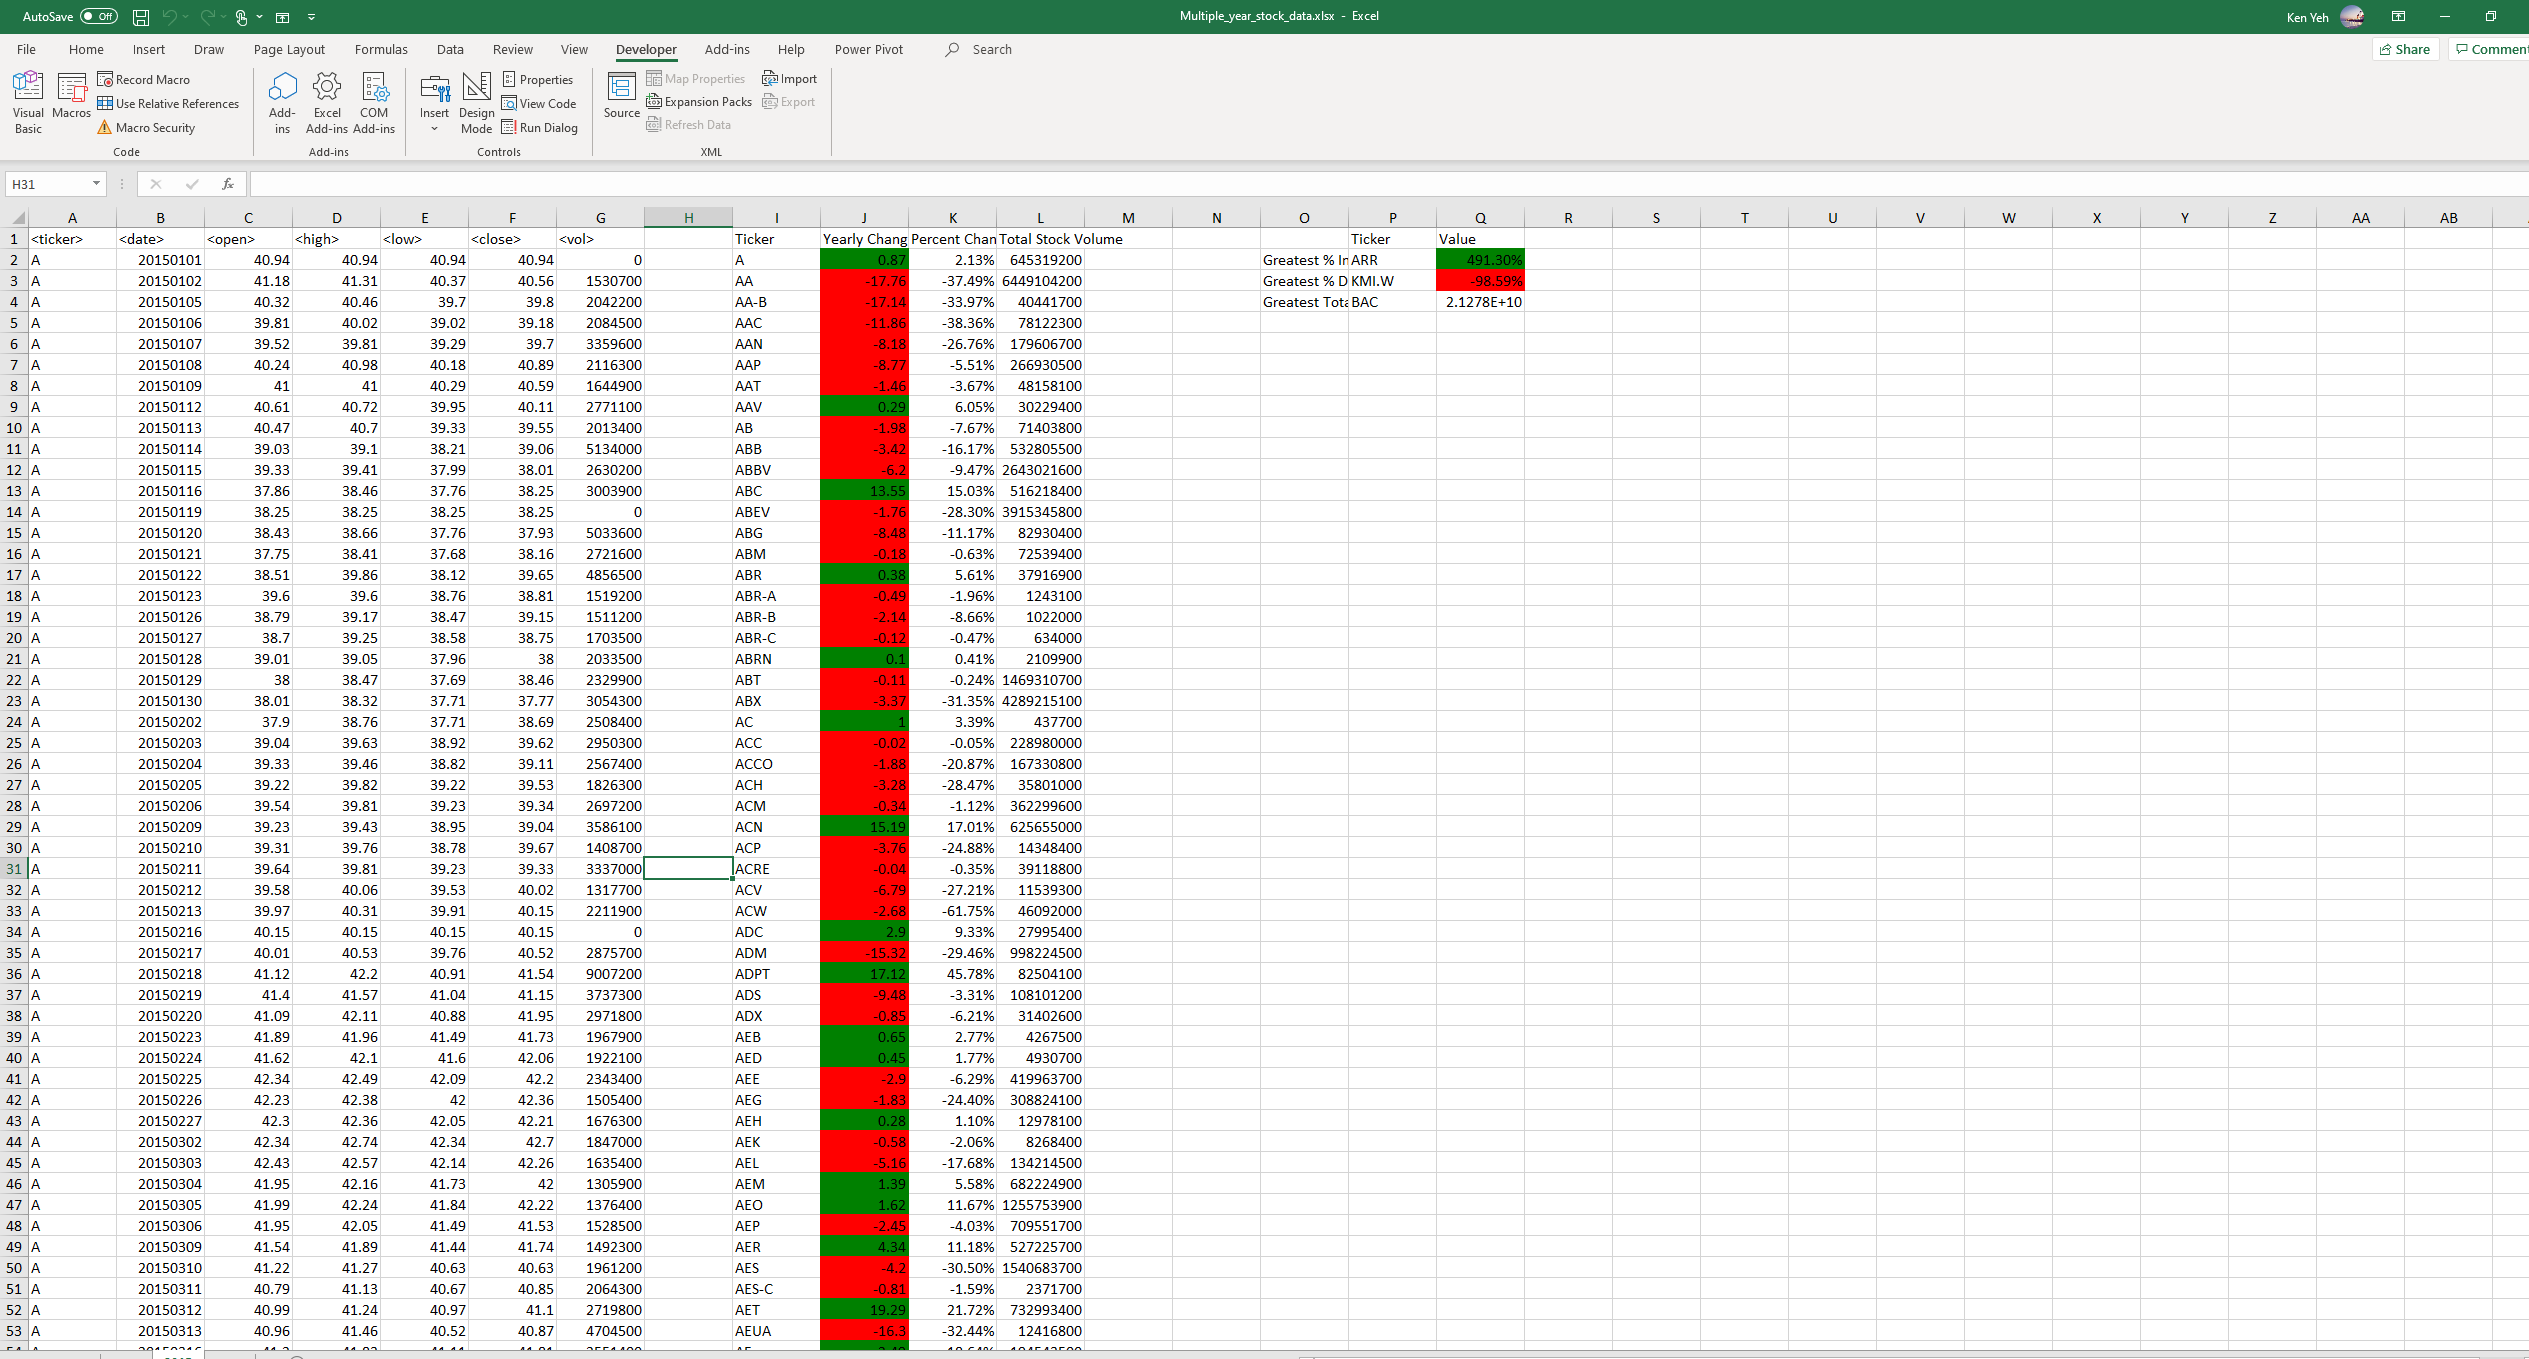 AutoSave Off Multiple_year_stock_data.xlsx - Excel Ken Yeh
File Home Insert Draw Page Layout Formulas Data Review View Developer Add-ins Help Power Pivot Search Share Comment
Visual Basic Macros Record Macro Use Relative References Macro Security Add-ins Excel Add-ins COM Add-ins Insert Design Mode Properties View Code Run Dialog Source Map Properties Expansion Packs Refresh Data Import Export
Code Add-ins Controls XML
H31 fx
A B C D E F G H I J K L M N O P Q R S T U V W X Y Z AA AB
1 <ticker> <date> <open> <high> <low> <close> <vol> Ticker Yearly Chang Percent Chan Total Stock Volume Ticker Value
2 A 20150101 40.94 40.94 40.94 40.94 0 A 0.87 2.13% 645319200 Greatest % In ARR 491.30%
3 A 20150102 41.18 41.31 40.37 40.56 1530700 AA -17.76 -37.49% 6449104200 Greatest % D KMI.W -98.59%
4 A 20150105 40.32 40.46 39.7 39.8 2042200 AA-B -17.14 -33.97% 40441700 Greatest Tota BAC 2.1278E+10
5 A 20150106 39.81 40.02 39.02 39.18 2084500 AAC -11.86 -38.36% 78122300
6 A 20150107 39.52 39.81 39.29 39.7 3359600 AAN -8.18 -26.76% 179606700
7 A 20150108 40.24 40.98 40.18 40.89 2116300 AAP -8.77 -5.51% 266930500
8 A 20150109 41 41 40.29 40.59 1644900 AAT -1.46 -3.67% 48158100
9 A 20150112 40.61 40.72 39.95 40.11 2771100 AAV 0.29 6.05% 30229400
10 A 20150113 40.47 40.7 39.33 39.55 2013400 AB -1.98 -7.67% 71403800
11 A 20150114 39.03 39.1 38.21 39.06 5134000 ABB -3.42 -16.17% 532805500
12 A 20150115 39.33 39.41 37.99 38.01 2630200 ABBV -6.2 -9.47% 2643021600
13 A 20150116 37.86 38.46 37.76 38.25 3003900 ABC 13.55 15.03% 516218400
14 A 20150119 38.25 38.25 38.25 38.25 0 ABEV -1.76 -28.30% 3915345800
15 A 20150120 38.43 38.66 37.76 37.93 5033600 ABG -8.48 -11.17% 82930400
16 A 20150121 37.75 38.41 37.68 38.16 2721600 ABM -0.18 -0.63% 72539400
17 A 20150122 38.51 39.86 38.12 39.65 4856500 ABR 0.38 5.61% 37916900
18 A 20150123 39.6 39.6 38.76 38.81 1519200 ABR-A -0.49 -1.96% 1243100
19 A 20150126 38.79 39.17 38.47 39.15 1511200 ABR-B -2.14 -8.66% 1022000
20 A 20150127 38.7 39.25 38.58 38.75 1703500 ABR-C -0.12 -0.47% 634000
21 A 20150128 39.01 39.05 37.96 38 2033500 ABRN 0.1 0.41% 2109900
22 A 20150129 38 38.47 37.69 38.46 2329900 ABT -0.11 -0.24% 1469310700
23 A 20150130 38.01 38.32 37.71 37.77 3054300 ABX -3.37 -31.35% 4289215100
24 A 20150202 37.9 38.76 37.71 38.69 2508400 AC 1 3.39% 437700
25 A 20150203 39.04 39.63 38.92 39.62 2950300 ACC -0.02 -0.05% 228980000
26 A 20150204 39.33 39.46 38.82 39.11 2567400 ACCO -1.88 -20.87% 167330800
27 A 20150205 39.22 39.82 39.22 39.53 1826300 ACH -3.28 -28.47% 35801000
28 A 20150206 39.54 39.81 39.23 39.34 2697200 ACM -0.34 -1.12% 362299600
29 A 20150209 39.23 39.43 38.95 39.04 3586100 ACN 15.19 17.01% 625655000
30 A 20150210 39.31 39.76 38.78 39.67 1408700 ACP -3.76 -24.88% 14348400
31 A 20150211 39.64 39.81 39.23 39.33 3337000 ACRE -0.04 -0.35% 39118800
32 A 20150212 39.58 40.06 39.53 40.02 1317700 ACV -6.79 -27.21% 11539300
33 A 20150213 39.97 40.31 39.91 40.15 2211900 ACW -2.68 -61.75% 46092000
34 A 20150216 40.15 40.15 40.15 40.15 0 ADC 2.9 9.33% 27995400
35 A 20150217 40.01 40.53 39.76 40.52 2875700 ADM -15.32 -29.46% 998224500
36 A 20150218 41.12 42.2 40.91 41.54 9007200 ADPT 17.12 45.78% 82504100
37 A 20150219 41.4 41.57 41.04 41.15 3737300 ADS -9.48 -3.31% 108101200
38 A 20150220 41.09 42.11 40.88 41.95 2971800 ADX -0.85 -6.21% 31402600
39 A 20150223 41.89 41.96 41.49 41.73 1967900 AEB 0.65 2.77% 4267500
40 A 20150224 41.62 42.1 41.6 42.06 1922100 AED 0.45 1.77% 4930700
41 A 20150225 42.34 42.49 42.09 42.2 2343400 AEE -2.9 -6.29% 419963700
42 A 20150226 42.23 42.38 42 42.36 1505400 AEG -1.83 -24.40% 308824100
43 A 20150227 42.3 42.36 42.05 42.21 1676300 AEH 0.28 1.10% 12978100
44 A 20150302 42.34 42.74 42.34 42.7 1847000 AEK -0.58 -2.06% 8268400
45 A 20150303 42.43 42.57 42.14 42.26 1635400 AEL -5.16 -17.68% 134214500
46 A 20150304 41.95 42.16 41.73 42 1305900 AEM 1.39 5.58% 682224900
47 A 20150305 41.99 42.24 41.84 42.22 1376400 AEO 1.62 11.67% 1255753900
48 A 20150306 41.95 42.05 41.49 41.53 1528500 AEP -2.45 -4.03% 709551700
49 A 20150309 41.54 41.89 41.44 41.74 1492300 AER 4.34 11.18% 527225700
50 A 20150310 41.22 41.27 40.63 40.63 1961200 AES -4.2 -30.50% 1540683700
51 A 20150311 40.79 41.13 40.67 40.85 2064300 AES-C -0.81 -1.59% 2371700
52 A 20150312 40.99 41.24 40.97 41.1 2719800 AET 19.29 21.72% 732993400
53 A 20150313 40.96 41.46 40.52 40.87 4704500 AEUA -16.3 -32.44% 12416800